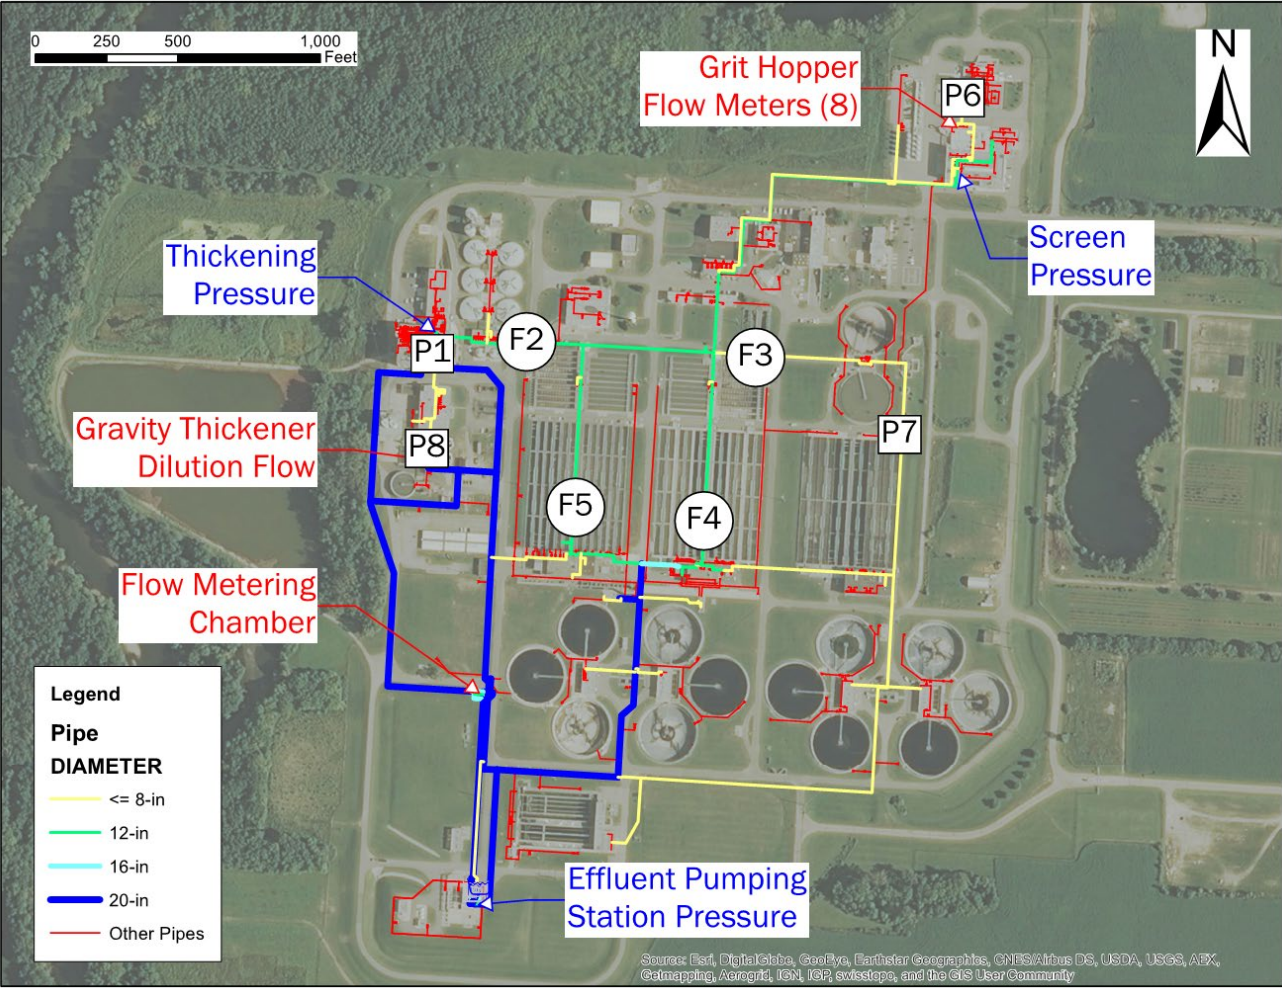 0 250 500 1,000
Feet
Grit Hopper
Flow Meters (8)
P6
N
Thickening
Pressure
Screen
Pressure
P1
F2
F3
Gravity Thickener
Dilution Flow
P8
P7
F5
F4
Flow Metering
Chamber
Legend
Pipe
DIAMETER
<= 8-in
12-in
16-in
20-in
Other Pipes
Effluent Pumping
Station Pressure
Source: Esri, DigitalGlobe, GeoEye, Earthstar Geographics, CNES/Airbus DS, USDA, USGS, AEX,
Getmapping, Aerogrid, IGN, IGP, swisstopo, and the GIS User Community